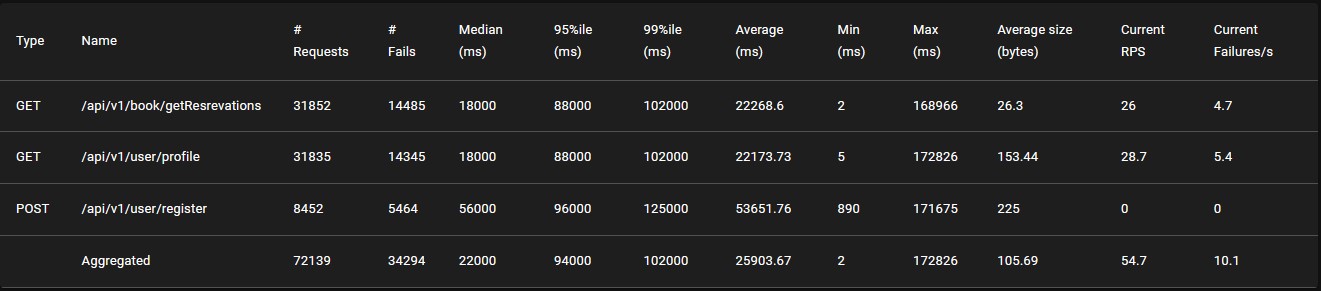 Type Name # Requests # Fails Median (ms) 95%ile (ms) 99%ile (ms) Average (ms) Min (ms) Max (ms) Average size (bytes) Current RPS Current Failures/s
GET /api/v1/book/getResrevations 31852 14485 18000 88000 102000 22268.6 2 168966 26.3 26 4.7
GET /api/v1/user/profile 31835 14345 18000 88000 102000 22173.73 5 172826 153.44 28.7 5.4
POST /api/v1/user/register 8452 5464 56000 96000 125000 53651.76 890 171675 225 0 0
Aggregated 72139 34294 22000 94000 102000 25903.67 2 172826 105.69 54.7 10.1